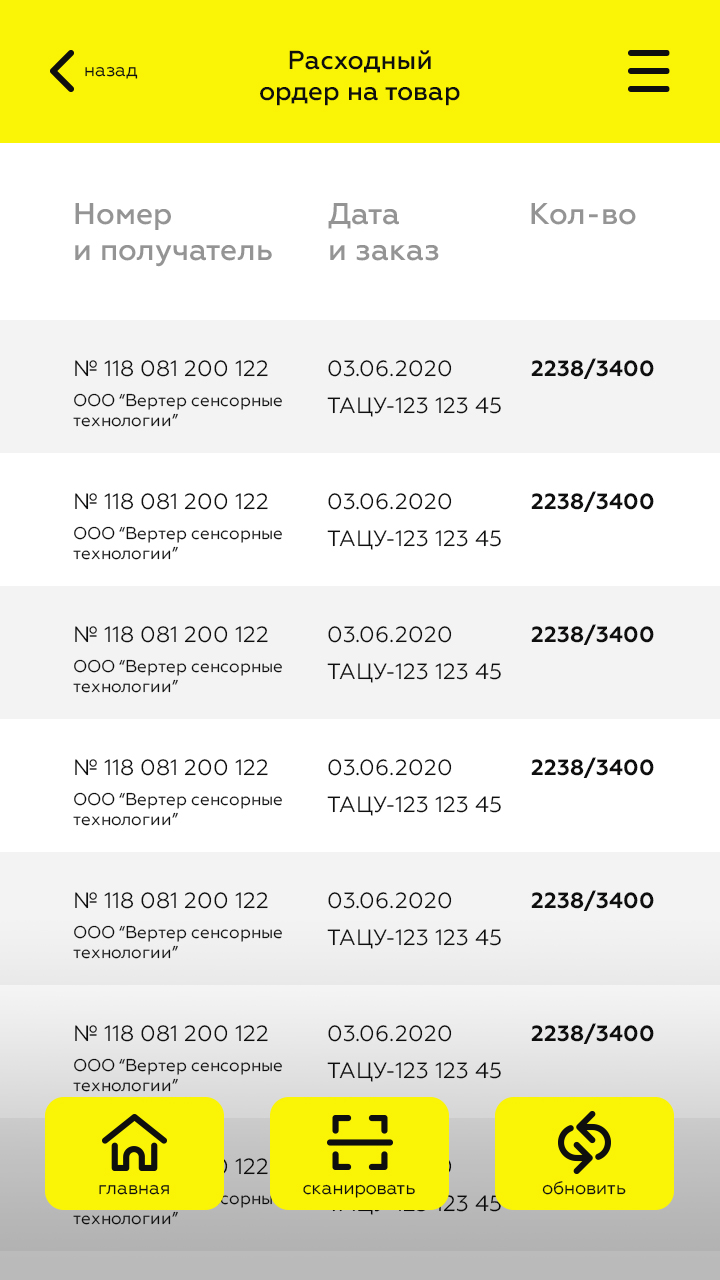 назад
Расходный
ордер на товар
Номер
и получатель
Дата
и заказ
Кол-во
№ 118 081 200 122
ООО “Вертер сенсорные
технологии”
03.06.2020
ТАЦУ-123 123 45
2238/3400
№ 118 081 200 122
ООО “Вертер сенсорные
технологии”
03.06.2020
ТАЦУ-123 123 45
2238/3400
№ 118 081 200 122
ООО “Вертер сенсорные
технологии”
03.06.2020
ТАЦУ-123 123 45
2238/3400
№ 118 081 200 122
ООО “Вертер сенсорные
технологии”
03.06.2020
ТАЦУ-123 123 45
2238/3400
№ 118 081 200 122
ООО “Вертер сенсорные
технологии”
03.06.2020
ТАЦУ-123 123 45
2238/3400
№ 118 081 200 122
ООО “Вертер сенсорные
технологии”
03.06.2020
ТАЦУ-123 123 45
2238/3400
122
технологии”
45
главная
сканировать
обновить